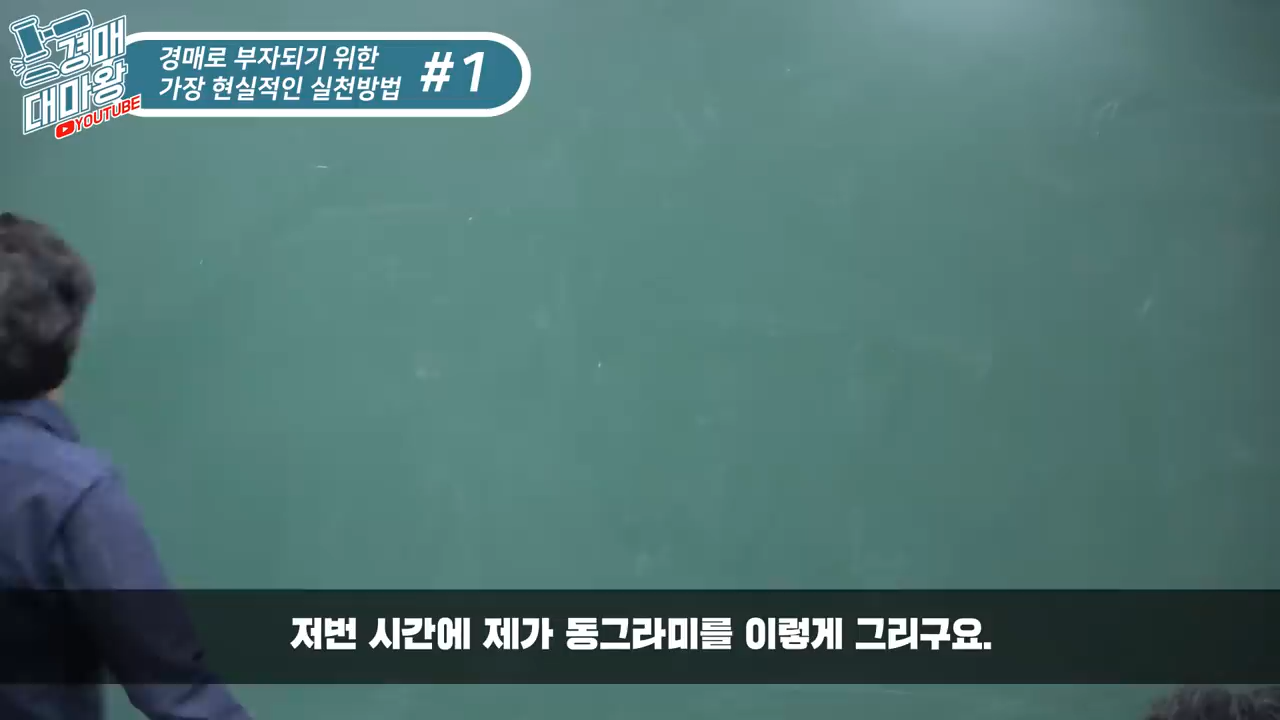 경매
대마왕
YOUTUBE
경매로 부자되기 위한
가장 현실적인 실천방법
#1
저번 시간에 제가 동그라미를 이렇게 그리구요.